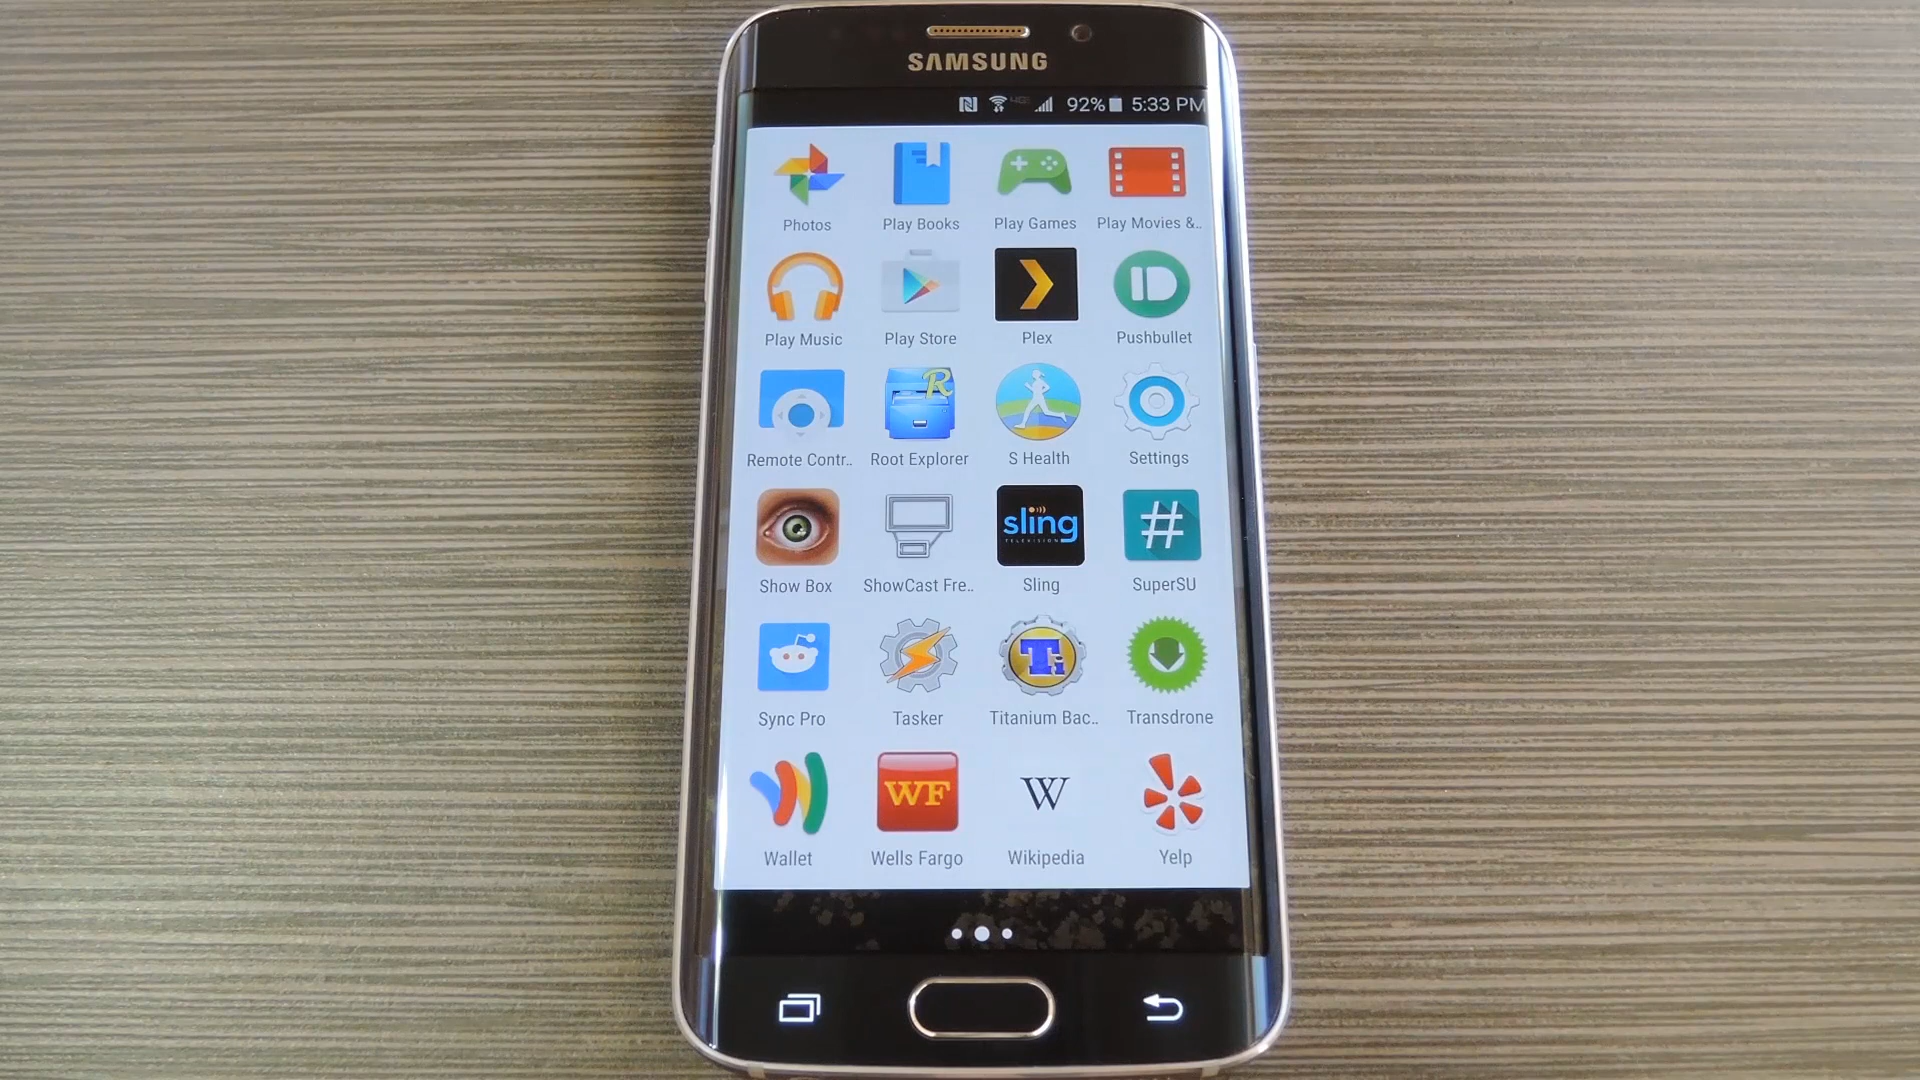 SAMSUNG
92% 5:33 PM
Photos Play Books Play Games Play Movies &..
Play Music Play Store Plex Pushbullet
R
Remote Contr.. Root Explorer S Health Settings
sling
TELEVISION
#
Show Box ShowCast Fre.. Sling SuperSU
Ti
Sync Pro Tasker Titanium Bac.. Transdrone
WF W
Wallet Wells Fargo Wikipedia Yelp